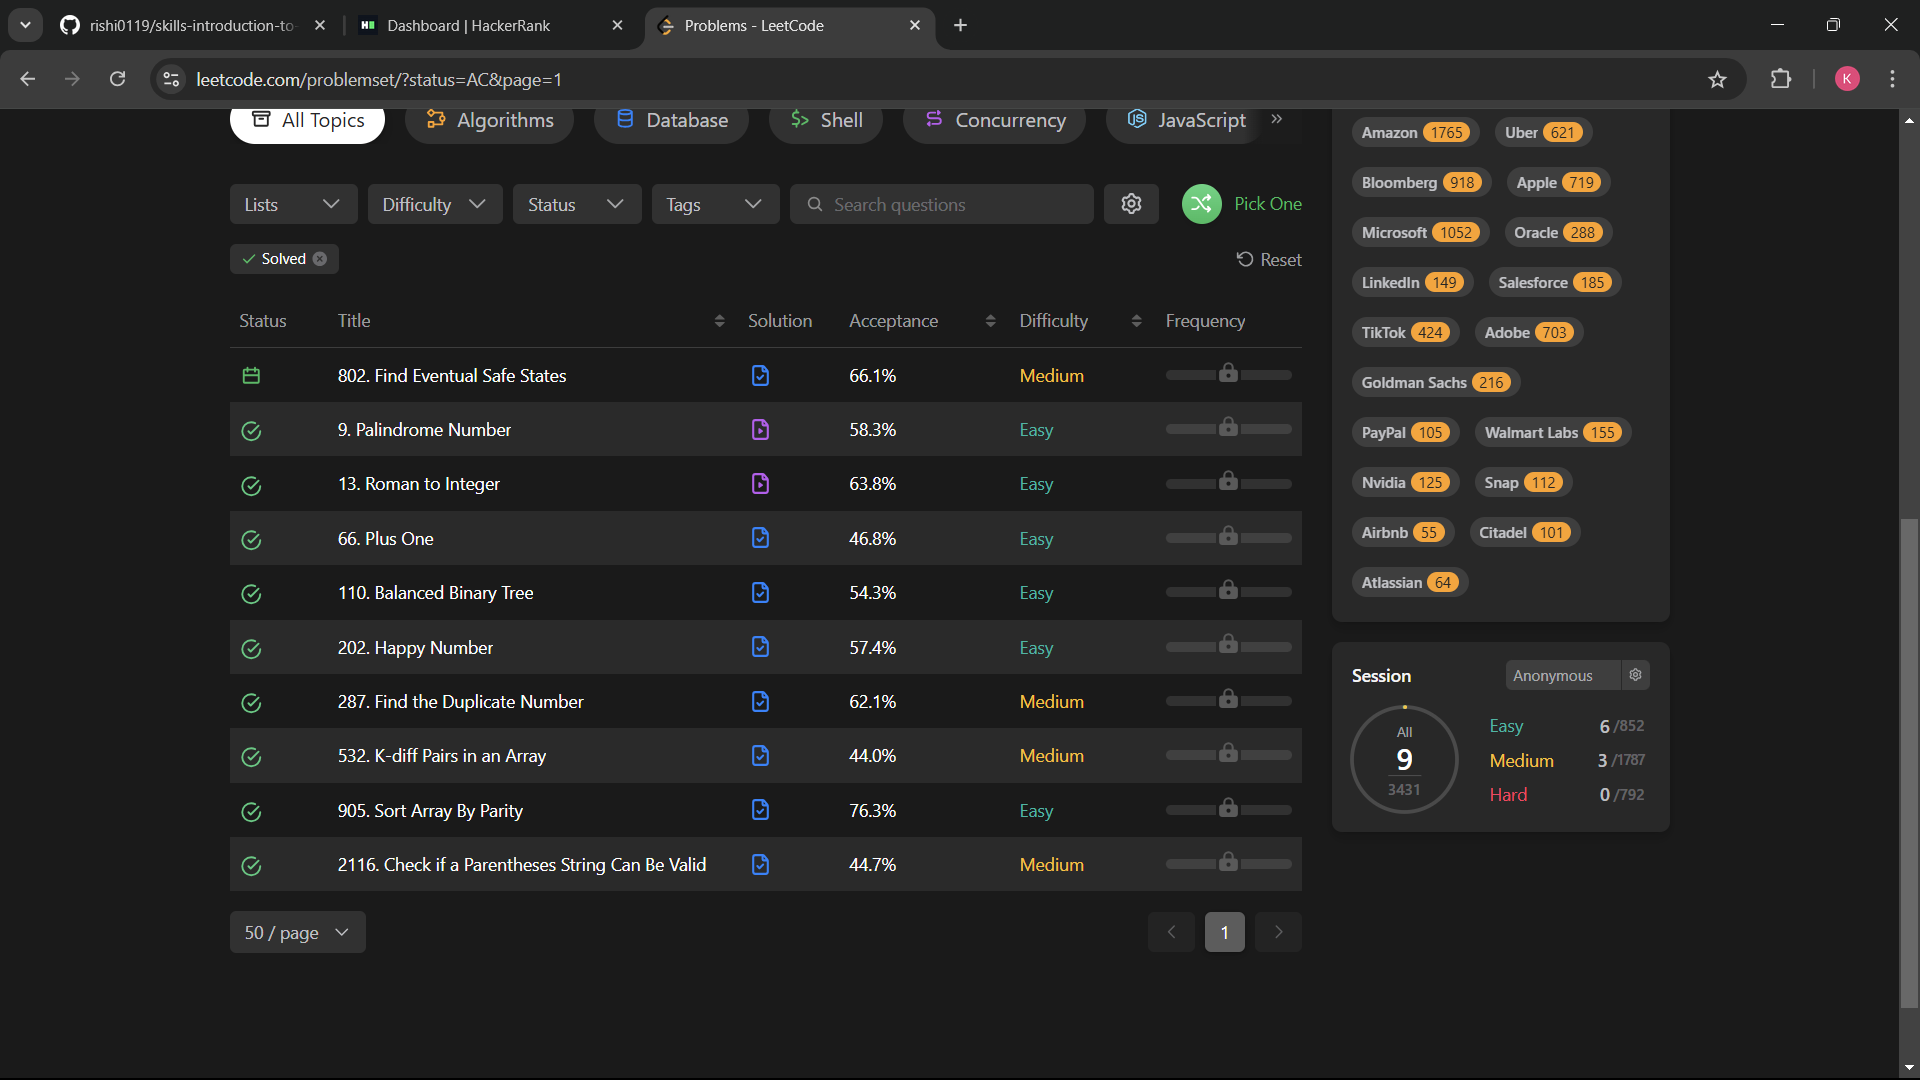 rishi0119/skills-introduction-to-
Dashboard | HackerRank
Problems - LeetCode
leetcode.com/problemset/?status=AC&page=1
K
All Topics
Algorithms
Database
$> Shell
Concurrency
JavaScript
Lists
Difficulty
Status
Tags
Search questions
Pick One
Solved
Reset
Status Title Solution Acceptance Difficulty Frequency
802. Find Eventual Safe States 66.1% Medium
9. Palindrome Number 58.3% Easy
13. Roman to Integer 63.8% Easy
66. Plus One 46.8% Easy
110. Balanced Binary Tree 54.3% Easy
202. Happy Number 57.4% Easy
287. Find the Duplicate Number 62.1% Medium
532. K-diff Pairs in an Array 44.0% Medium
905. Sort Array By Parity 76.3% Easy
2116. Check if a Parentheses String Can Be Valid 44.7% Medium
50 / page
1
Amazon 1765 Uber 621
Bloomberg 918 Apple 719
Microsoft 1052 Oracle 288
LinkedIn 149 Salesforce 185
TikTok 424 Adobe 703
Goldman Sachs 216
PayPal 105 Walmart Labs 155
Nvidia 125 Snap 112
Airbnb 55 Citadel 101
Atlassian 64
Session Anonymous
All
9
3431
Easy 6 /852
Medium 3 /1787
Hard 0 /792